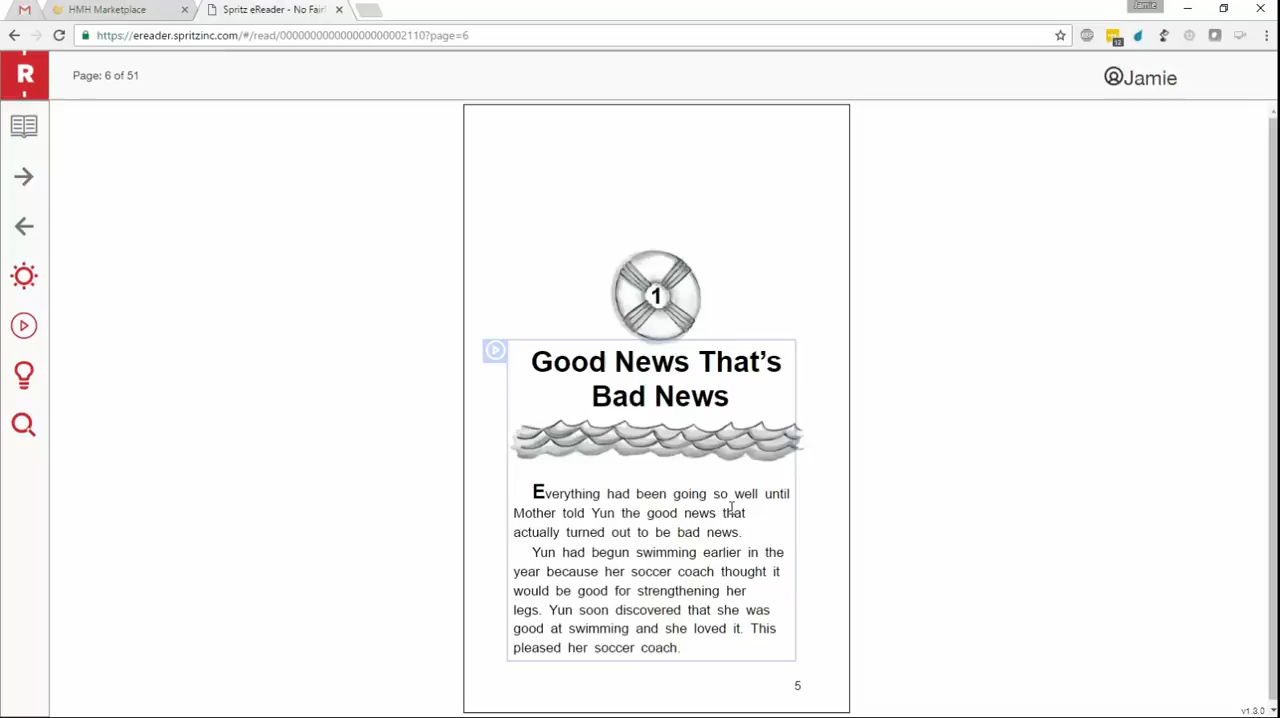 Jamie
HMH Marketplace
Spritz eReader - No Fair
https://ereader.spritzinc.com/#/read/0000000000000000000002110?page=6
12
R
Page: 6 of 51
Jamie
1
Good News That's
Bad News
Everything had been going so well until
Mother told Yun the good news that
actually turned out to be bad news.
Yun had begun swimming earlier in the
year because her soccer coach thought it
would be good for strengthening her
legs. Yun soon discovered that she was
good at swimming and she loved it. This
pleased her soccer coach.
5
v1.3.0